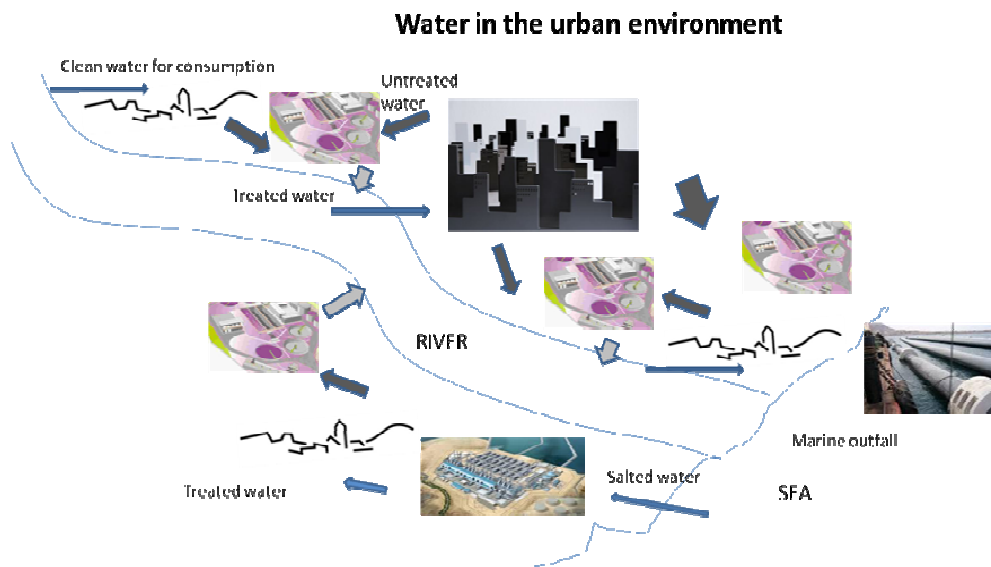 Water in the urban environment
Clean water for consumption
Untreated
water
Treated water
RIVER
Marine outfall
Treated water
Salted water
SEA